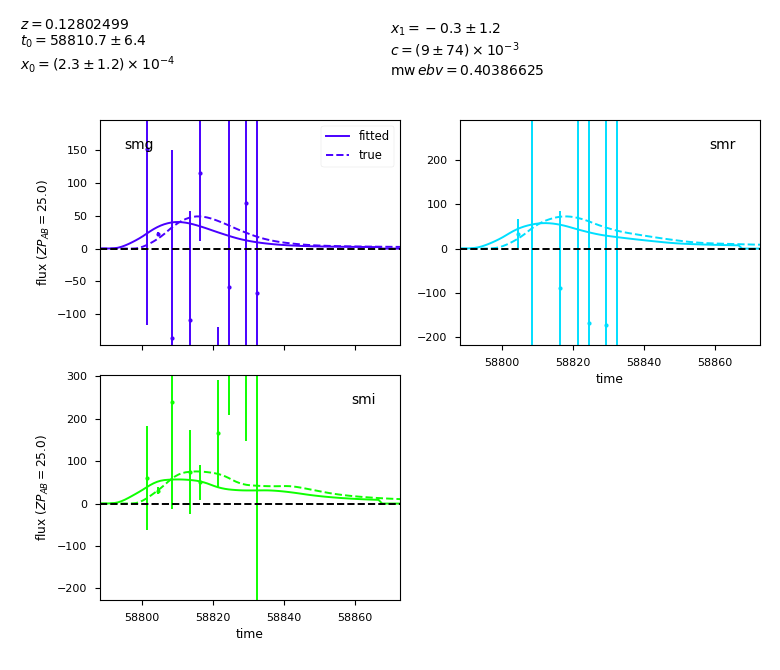 z = 0.12802499
t₀ = 58810.7 ± 6.4
x₀ = (2.3 ± 1.2) × 10⁻⁴
x₁ = −0.3 ± 1.2
c = (9 ± 74) × 10⁻³
mw ebv = 0.40386625
smg
fitted
true
150
100
50
0
−50
−100
flux (ZP_AB = 25.0)
smr
200
100
0
−100
−200
58800 58820 58840 58860
time
smi
300
200
100
0
−100
−200
flux (ZP_AB = 25.0)
58800 58820 58840 58860
time